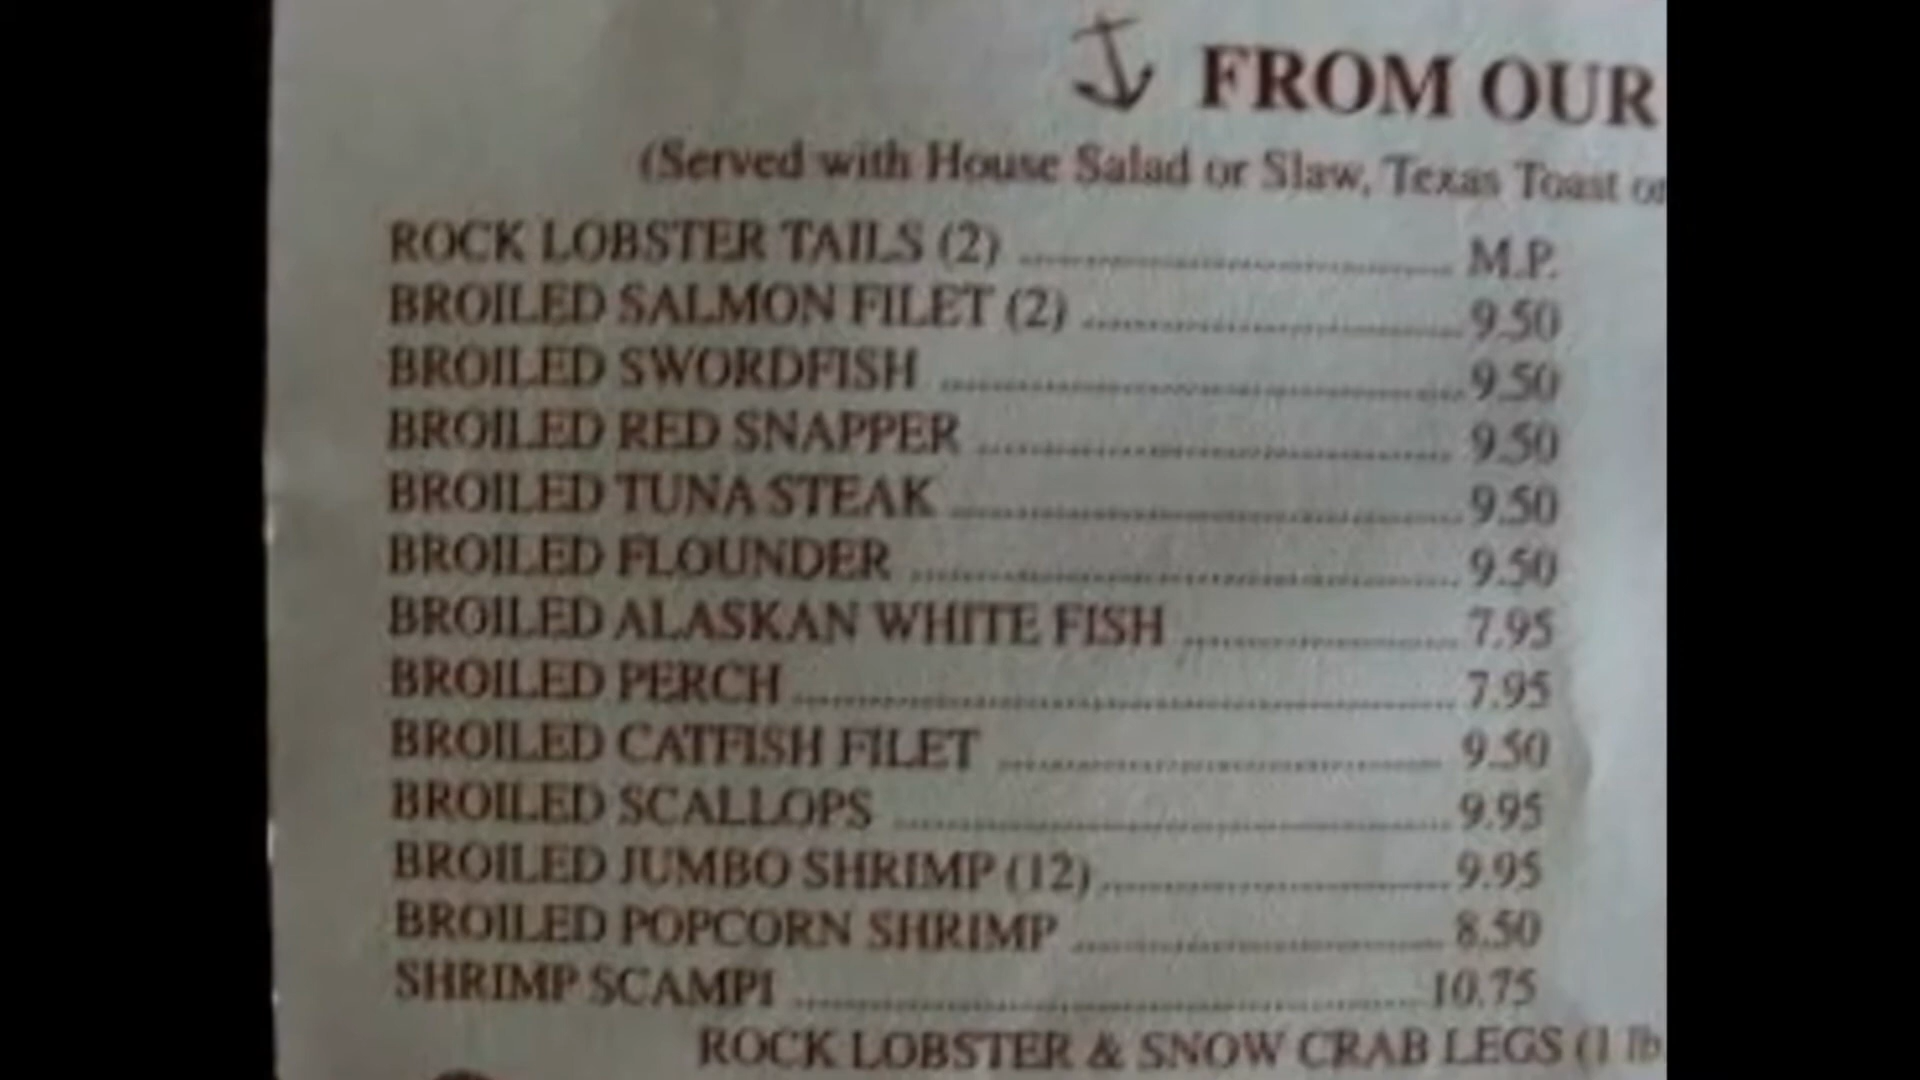 FROM OUR
(Served with House Salad or Slaw, Texas Toast or
ROCK LOBSTER TAILS (2) ........ M.P.
BROILED SALMON FILET (2) ........ 9.50
BROILED SWORDFISH ........ 9.50
BROILED RED SNAPPER ........ 9.50
BROILED TUNA STEAK ........ 9.50
BROILED FLOUNDER ........ 9.50
BROILED ALASKAN WHITE FISH ........ 7.95
BROILED PERCH ........ 7.95
BROILED CATFISH FILET ........ 9.50
BROILED SCALLOPS ........ 9.95
BROILED JUMBO SHRIMP (12) ........ 9.95
BROILED POPCORN SHRIMP ........ 8.50
SHRIMP SCAMPI ........ 10.75
ROCK LOBSTER & SNOW CRAB LEGS (1 lb